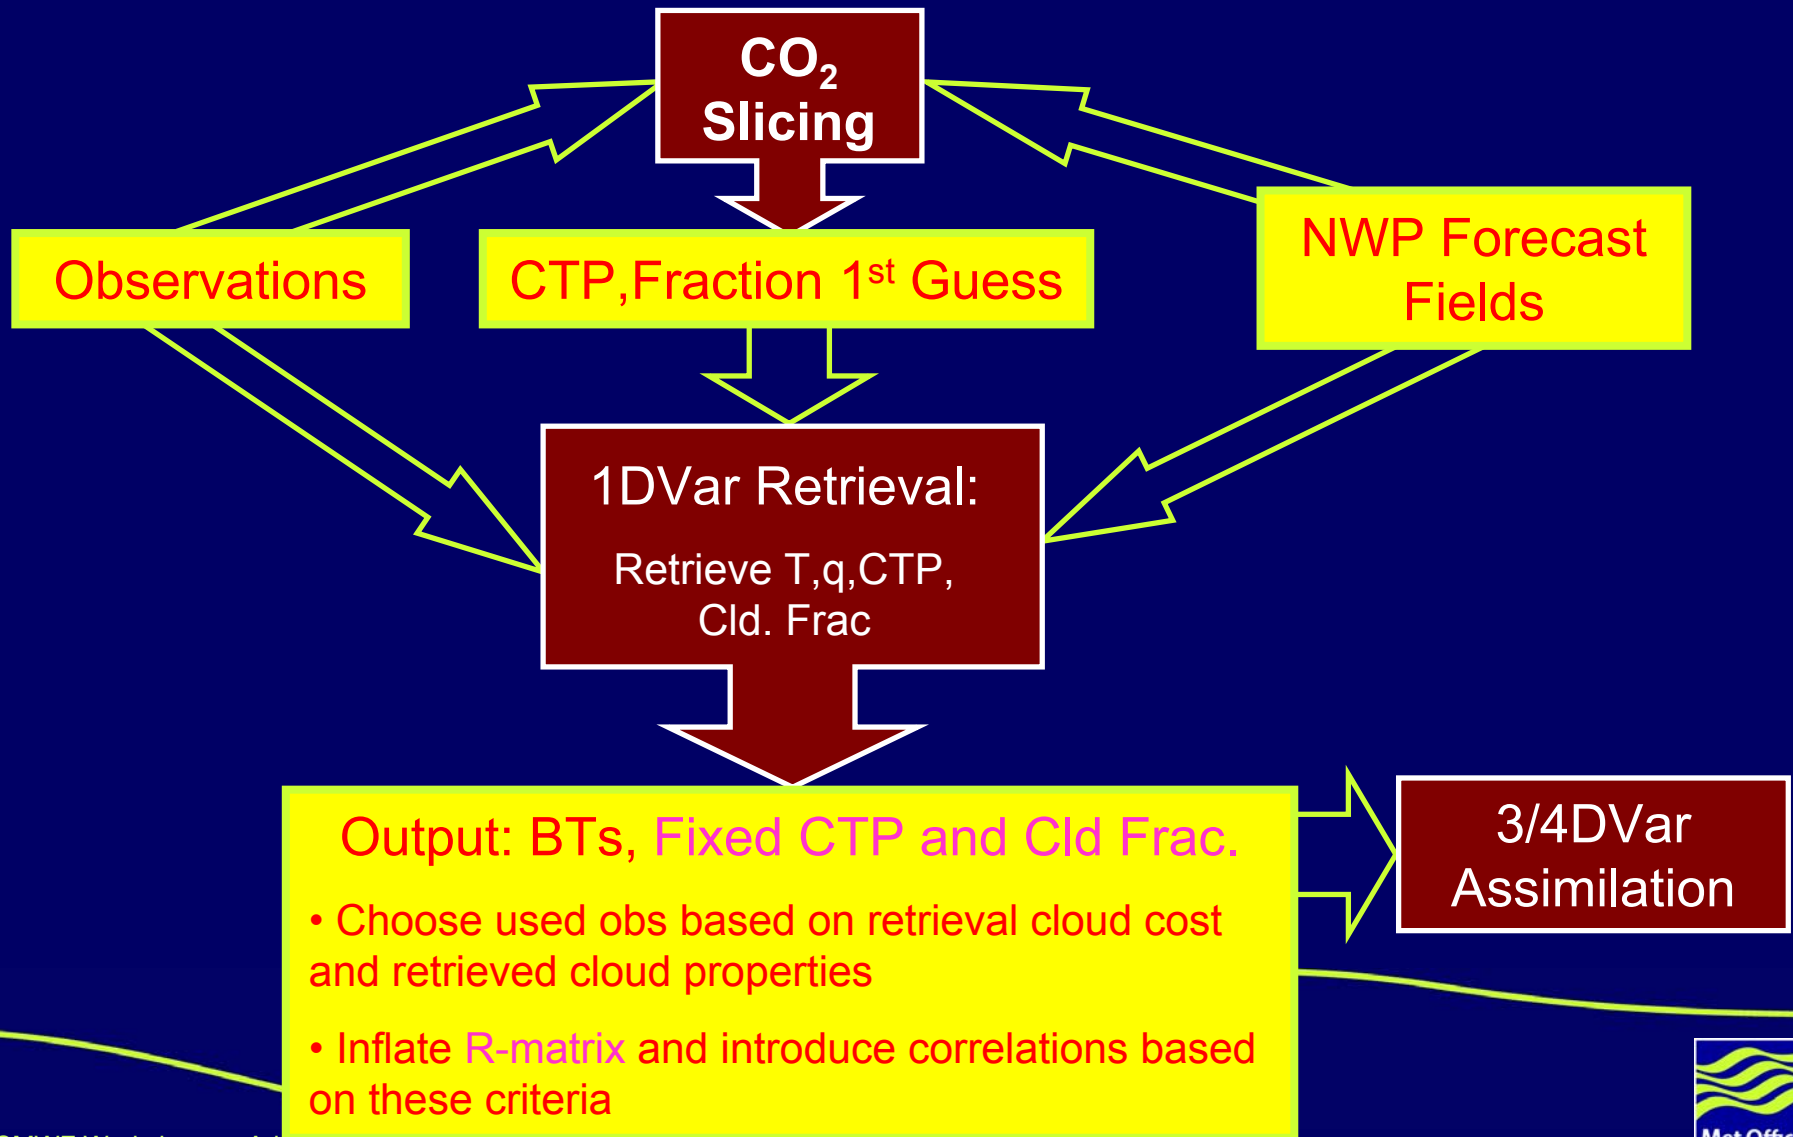 CO₂
Slicing
Observations
CTP,Fraction 1st Guess
NWP Forecast
Fields
1DVar Retrieval:
Retrieve T,q,CTP,
Cld. Frac
Output: BTs, Fixed CTP and Cld Frac.
• Choose used obs based on retrieval cloud cost
and retrieved cloud properties
• Inflate R-matrix and introduce correlations based
on these criteria
3/4DVar
Assimilation